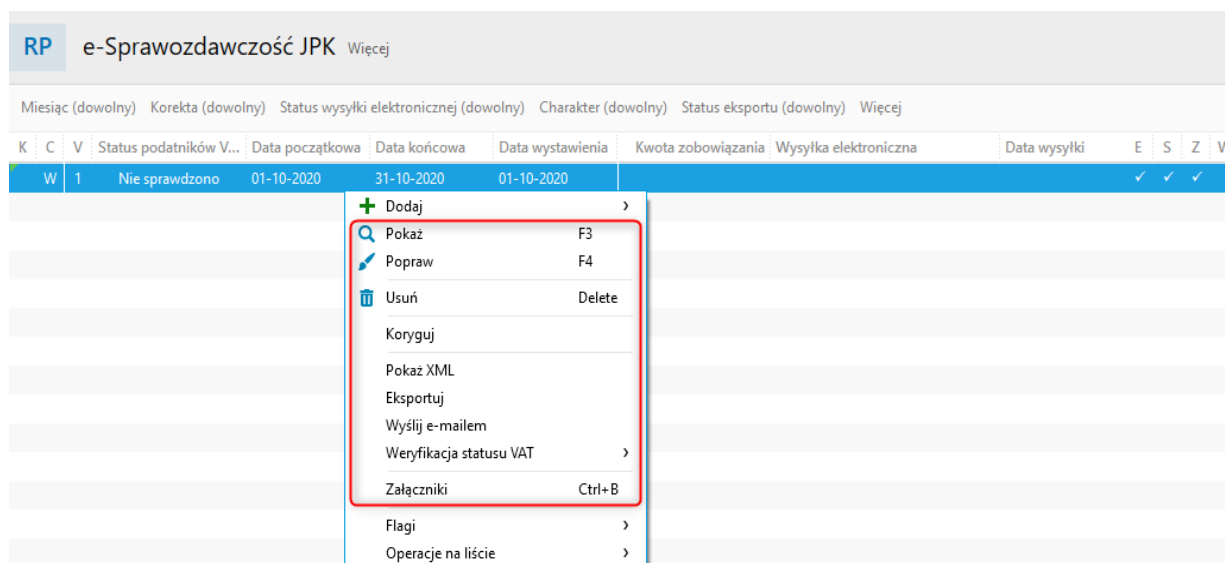 RP e-Sprawozdawczość JPK Więcej
Miesiąc (dowolny) Korekta (dowolny) Status wysyłki elektronicznej (dowolny) Charakter (dowolny) Status eksportu (dowolny) Więcej
K C V Status podatników V... Data początkowa Data końcowa Data wystawienia Kwota zobowiązania Wysyłka elektroniczna Data wysyłki E S Z
W 1 Nie sprawdzono 01-10-2020 31-10-2020 01-10-2020
Dodaj
Pokaż F3
Popraw F4
Usuń Delete
Koryguj
Pokaż XML
Eksportuj
Wyślij e-mailem
Weryfikacja statusu VAT
Załączniki Ctrl+B
Flagi
Operacje na liście